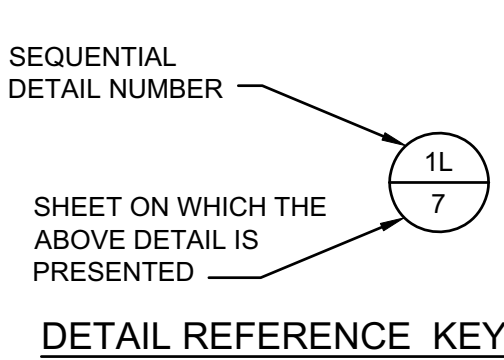 SEQUENTIAL
DETAIL NUMBER
1L
7
SHEET ON WHICH THE
ABOVE DETAIL IS
PRESENTED
DETAIL REFERENCE KEY